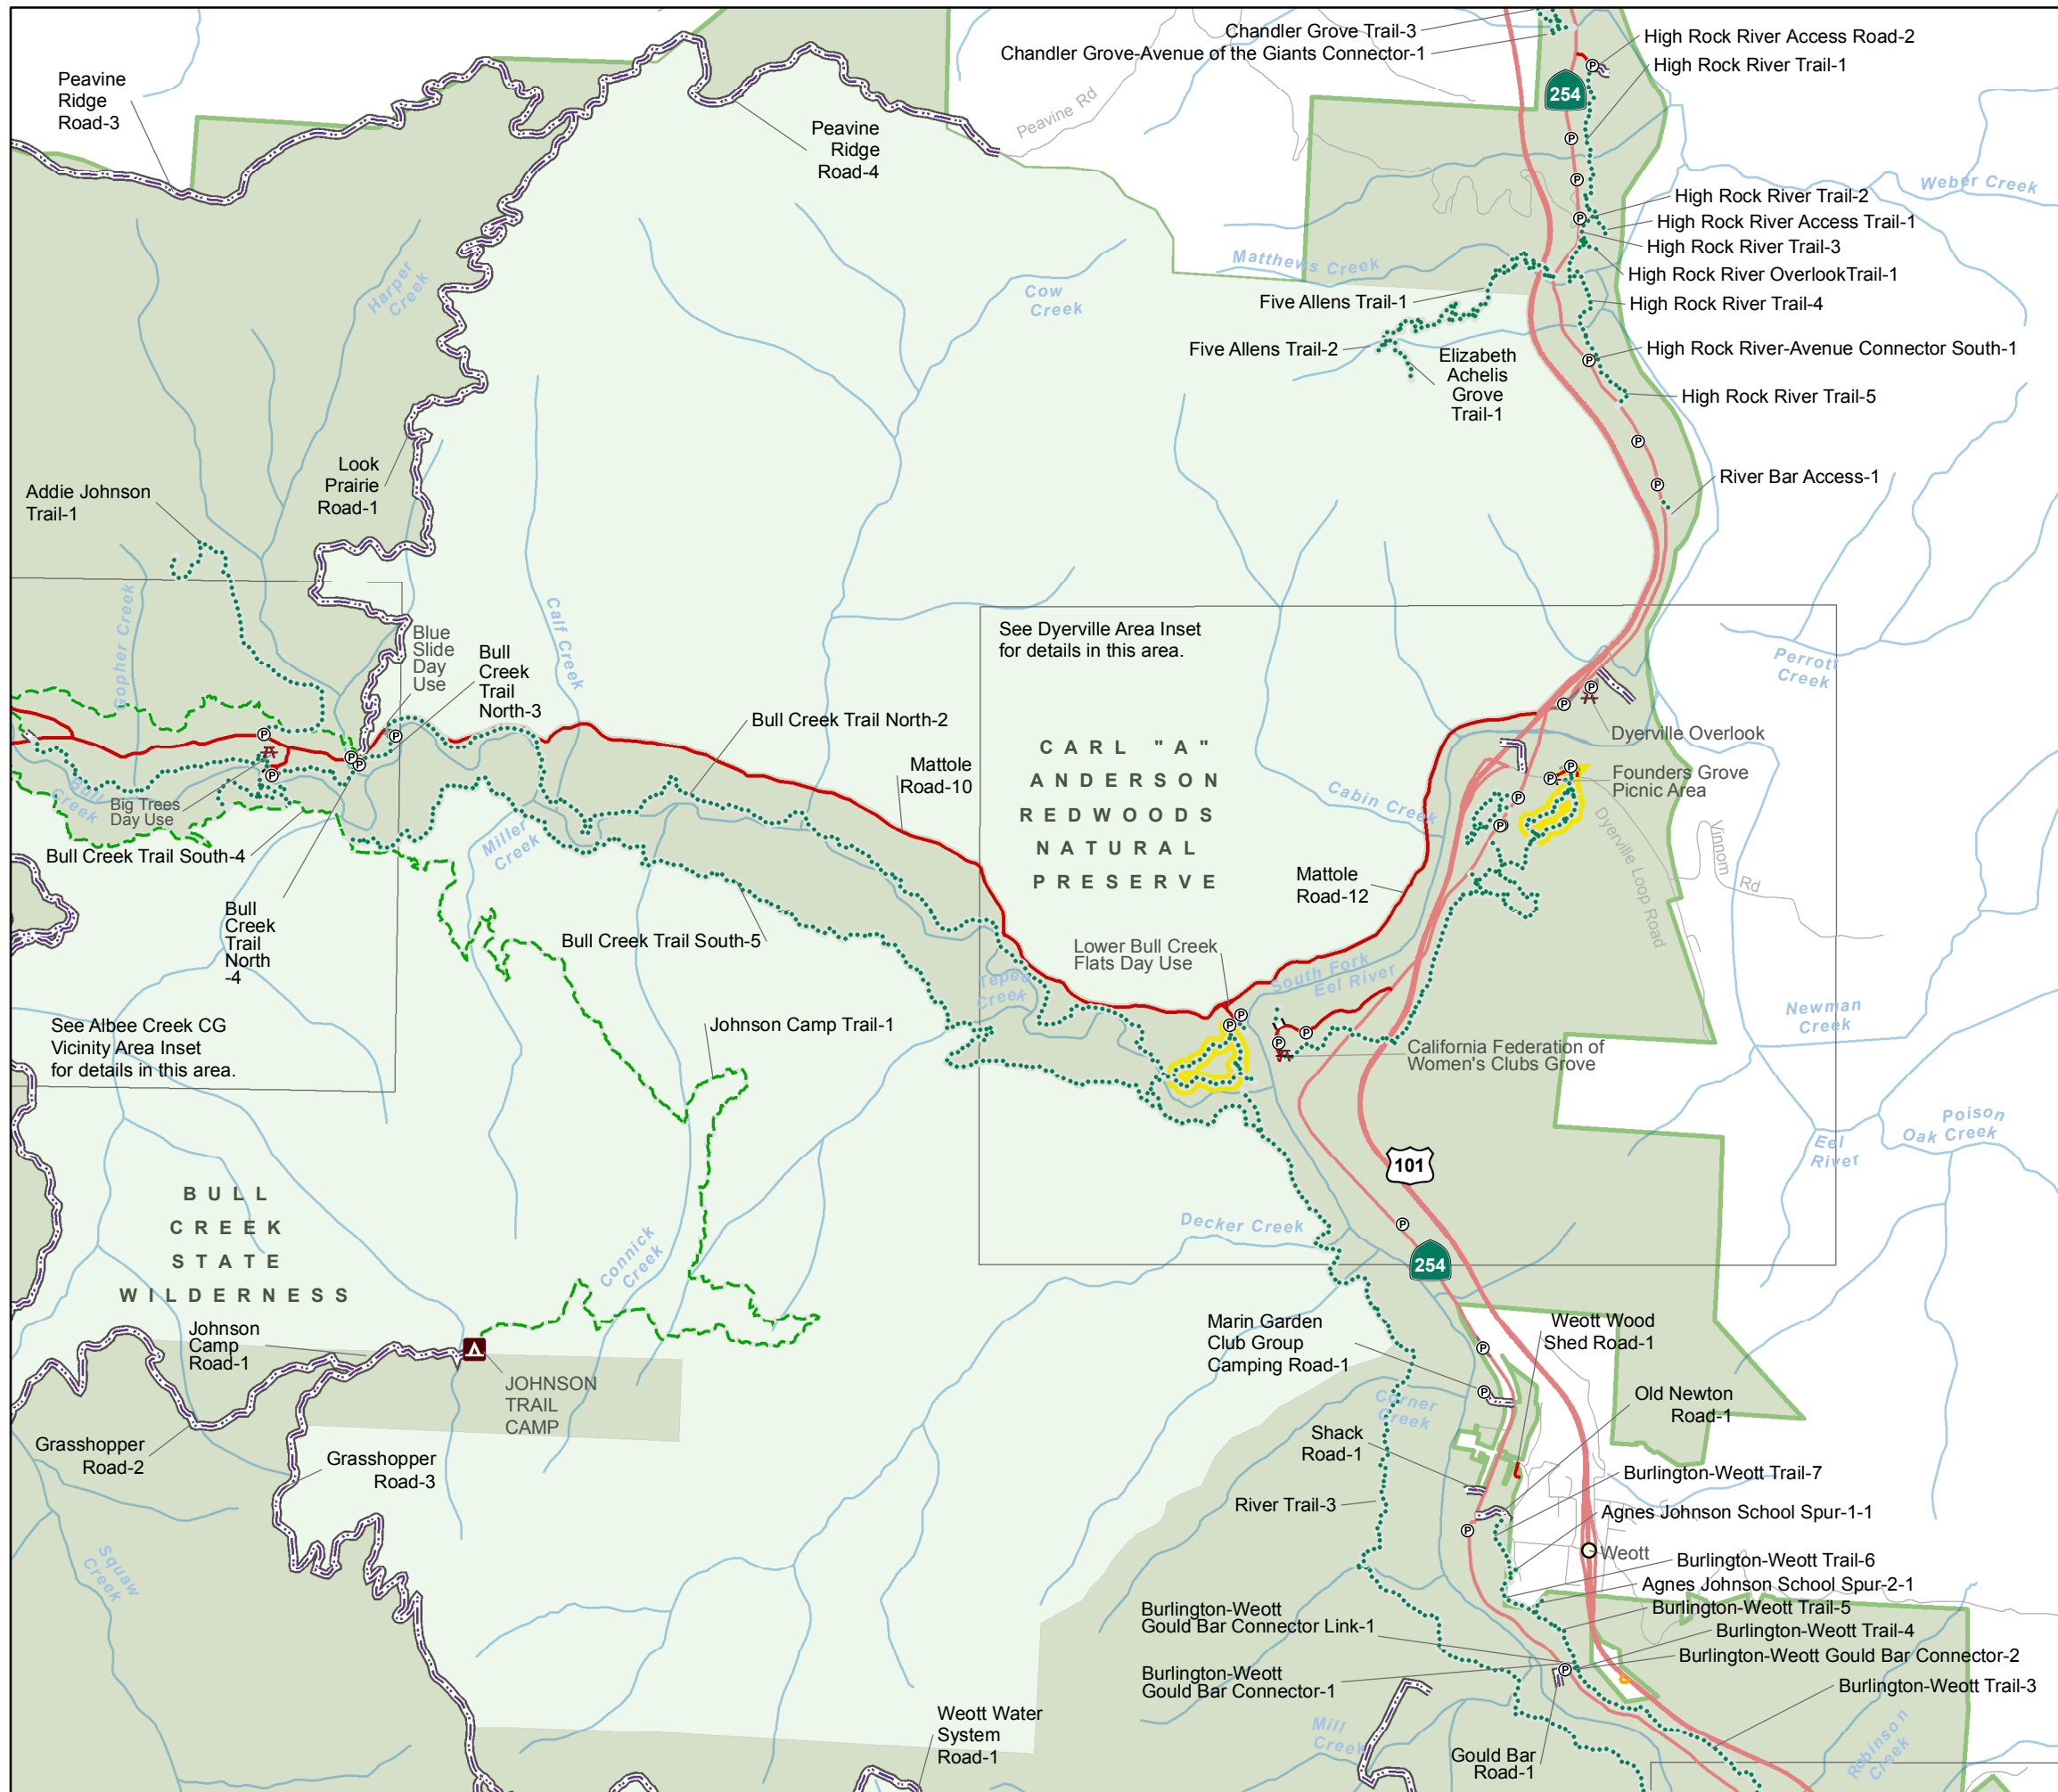 Chandler Grove Trail-3
Chandler Grove-Avenue of the Giants Connector-1
High Rock River Access Road-2
High Rock River Trail-1
254
Peavine
Ridge
Road-3
Peavine Rd
Peavine
Ridge
Road-4
Weber Creek
High Rock River Trail-2
High Rock River Access Trail-1
High Rock River Trail-3
High Rock River OverlookTrail-1
High Rock River Trail-4
Matthews Creek
Harper
Creek
Cow
Creek
Five Allens Trail-1
Five Allens Trail-2
Elizabeth
Achelis
Grove
Trail-1
High Rock River-Avenue Connector South-1
High Rock River Trail-5
River Bar Access-1
Look
Prairie
Road-1
Addie Johnson
Trail-1
Gopher Creek
Calf Creek
Blue
Slide
Day
Use
Bull
Creek
Trail
North-3
See Dyerville Area Inset
for details in this area.
Perrott
Creek
Bull Creek Trail North-2
Mattole
Road-10
CARL "A"
ANDERSON
REDWOODS
NATURAL
PRESERVE
Dyerville Overlook
Founders Grove
Picnic Area
Cabin Creek
Dyerville Loop Road
Vinnom Rd
Bull
Creek
Big Trees
Day Use
Miller
Creek
Bull Creek Trail South-4
Mattole
Road-12
Bull
Creek
Trail
North
-4
Bull Creek Trail South-5
Lower Bull Creek
Flats Day Use
South Fork
Eel River
Tepee
Creek
See Albee Creek CG
Vicinity Area Inset
for details in this area.
Johnson Camp Trail-1
Newman
Creek
California Federation of
Women's Clubs Grove
Poison
Oak Creek
Eel
River
101
BULL
CREEK
STATE
WILDERNESS
Connick
Creek
Decker Creek
254
Johnson
Camp
Road-1
JOHNSON
TRAIL
CAMP
Marin Garden
Club Group
Camping Road-1
Weott Wood
Shed Road-1
Corner
Creek
Old Newton
Road-1
Grasshopper
Road-2
Grasshopper
Road-3
Shack
Road-1
Burlington-Weott Trail-7
River Trail-3
Agnes Johnson School Spur-1-1
Weott
Squaw
Creek
Burlington-Weott Trail-6
Agnes Johnson School Spur-2-1
Burlington-Weott Trail-5
Burlington-Weott
Gould Bar Connector Link-1
Burlington-Weott Trail-4
Burlington-Weott Gould Bar Connector-2
Burlington-Weott
Gould Bar Connector-1
Burlington-Weott Trail-3
Weott Water
System
Road-1
Mill
Creek
Gould Bar
Road-1
Robinson
Creek